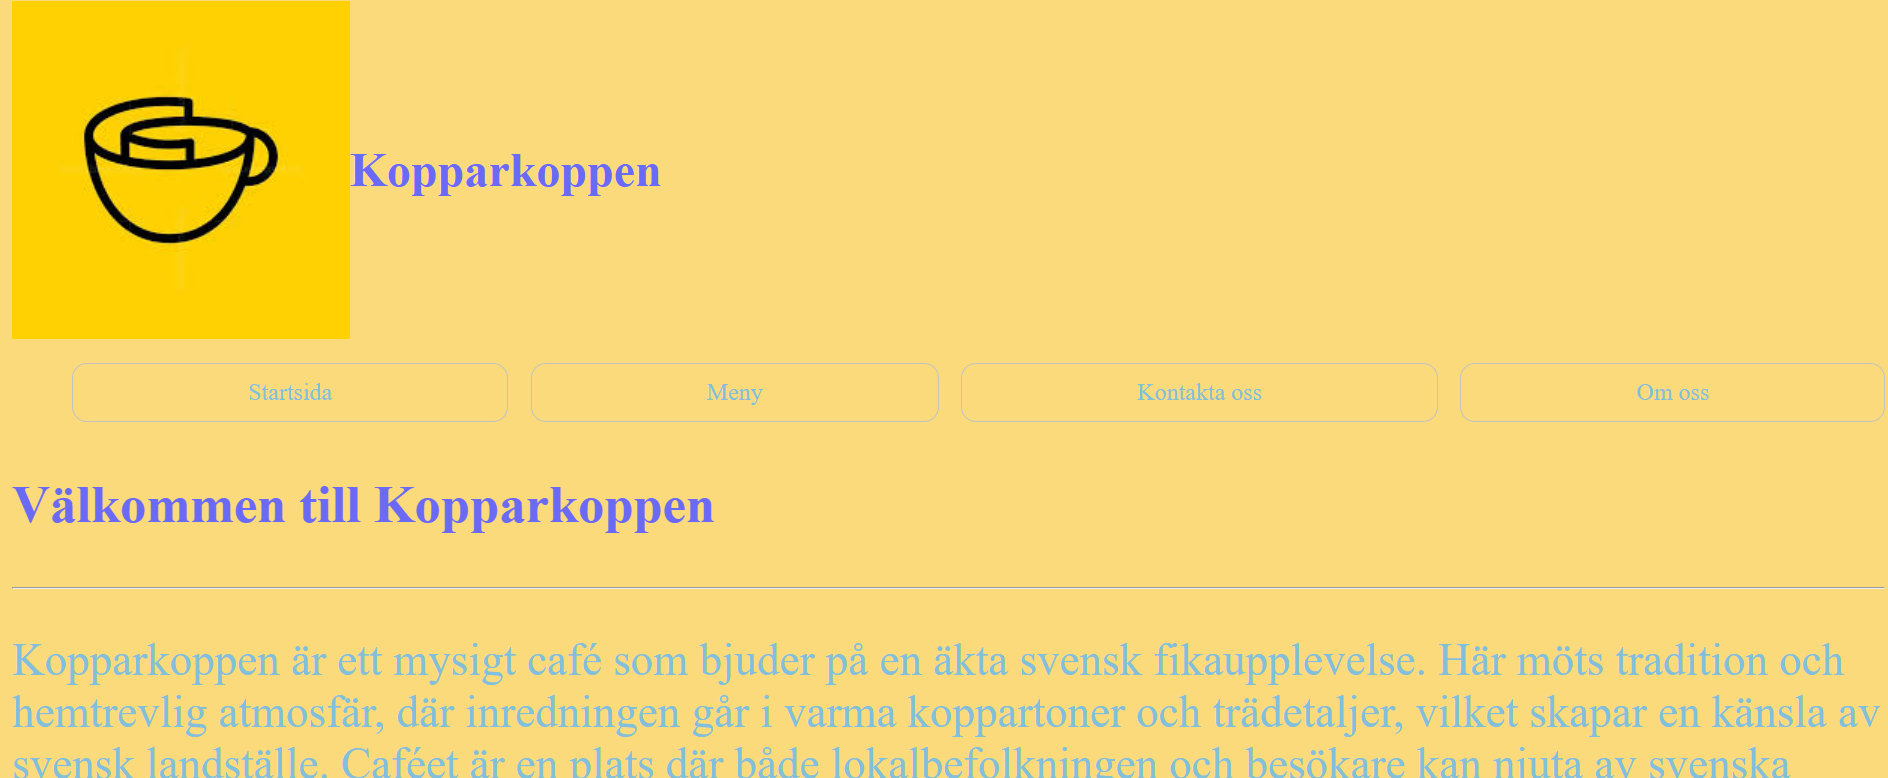 Kopparkoppen
Startsida
Meny
Kontakta oss
Om oss
Välkommen till Kopparkoppen
Kopparkoppen är ett mysigt café som bjuder på en äkta svensk fikaupplevelse. Här möts tradition och
hemtrevlig atmosfär, där inredningen går i varma koppartoner och trädetaljer, vilket skapar en känsla av
svensk landställe. Caféet är en plats där både lokalbefolkningen och besökare kan njuta av svenska